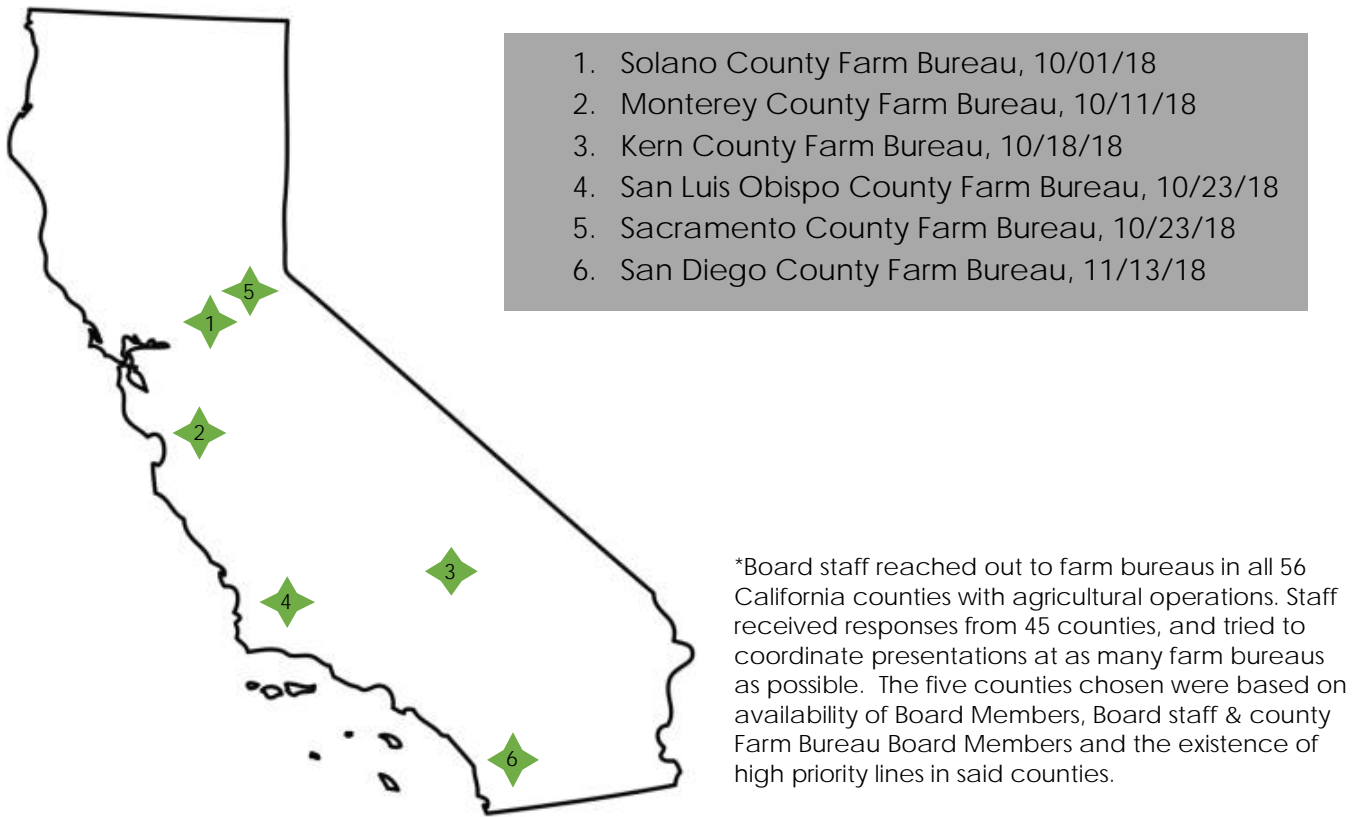 1. Solano County Farm Bureau, 10/01/18
2. Monterey County Farm Bureau, 10/11/18
3. Kern County Farm Bureau, 10/18/18
4. San Luis Obispo County Farm Bureau, 10/23/18
5. Sacramento County Farm Bureau, 10/23/18
6. San Diego County Farm Bureau, 11/13/18
5
1
2
3
4
6
*Board staff reached out to farm bureaus in all 56
California counties with agricultural operations. Staff
received responses from 45 counties, and tried to
coordinate presentations at as many farm bureaus
as possible. The five counties chosen were based on
availability of Board Members, Board staff & county
Farm Bureau Board Members and the existence of
high priority lines in said counties.